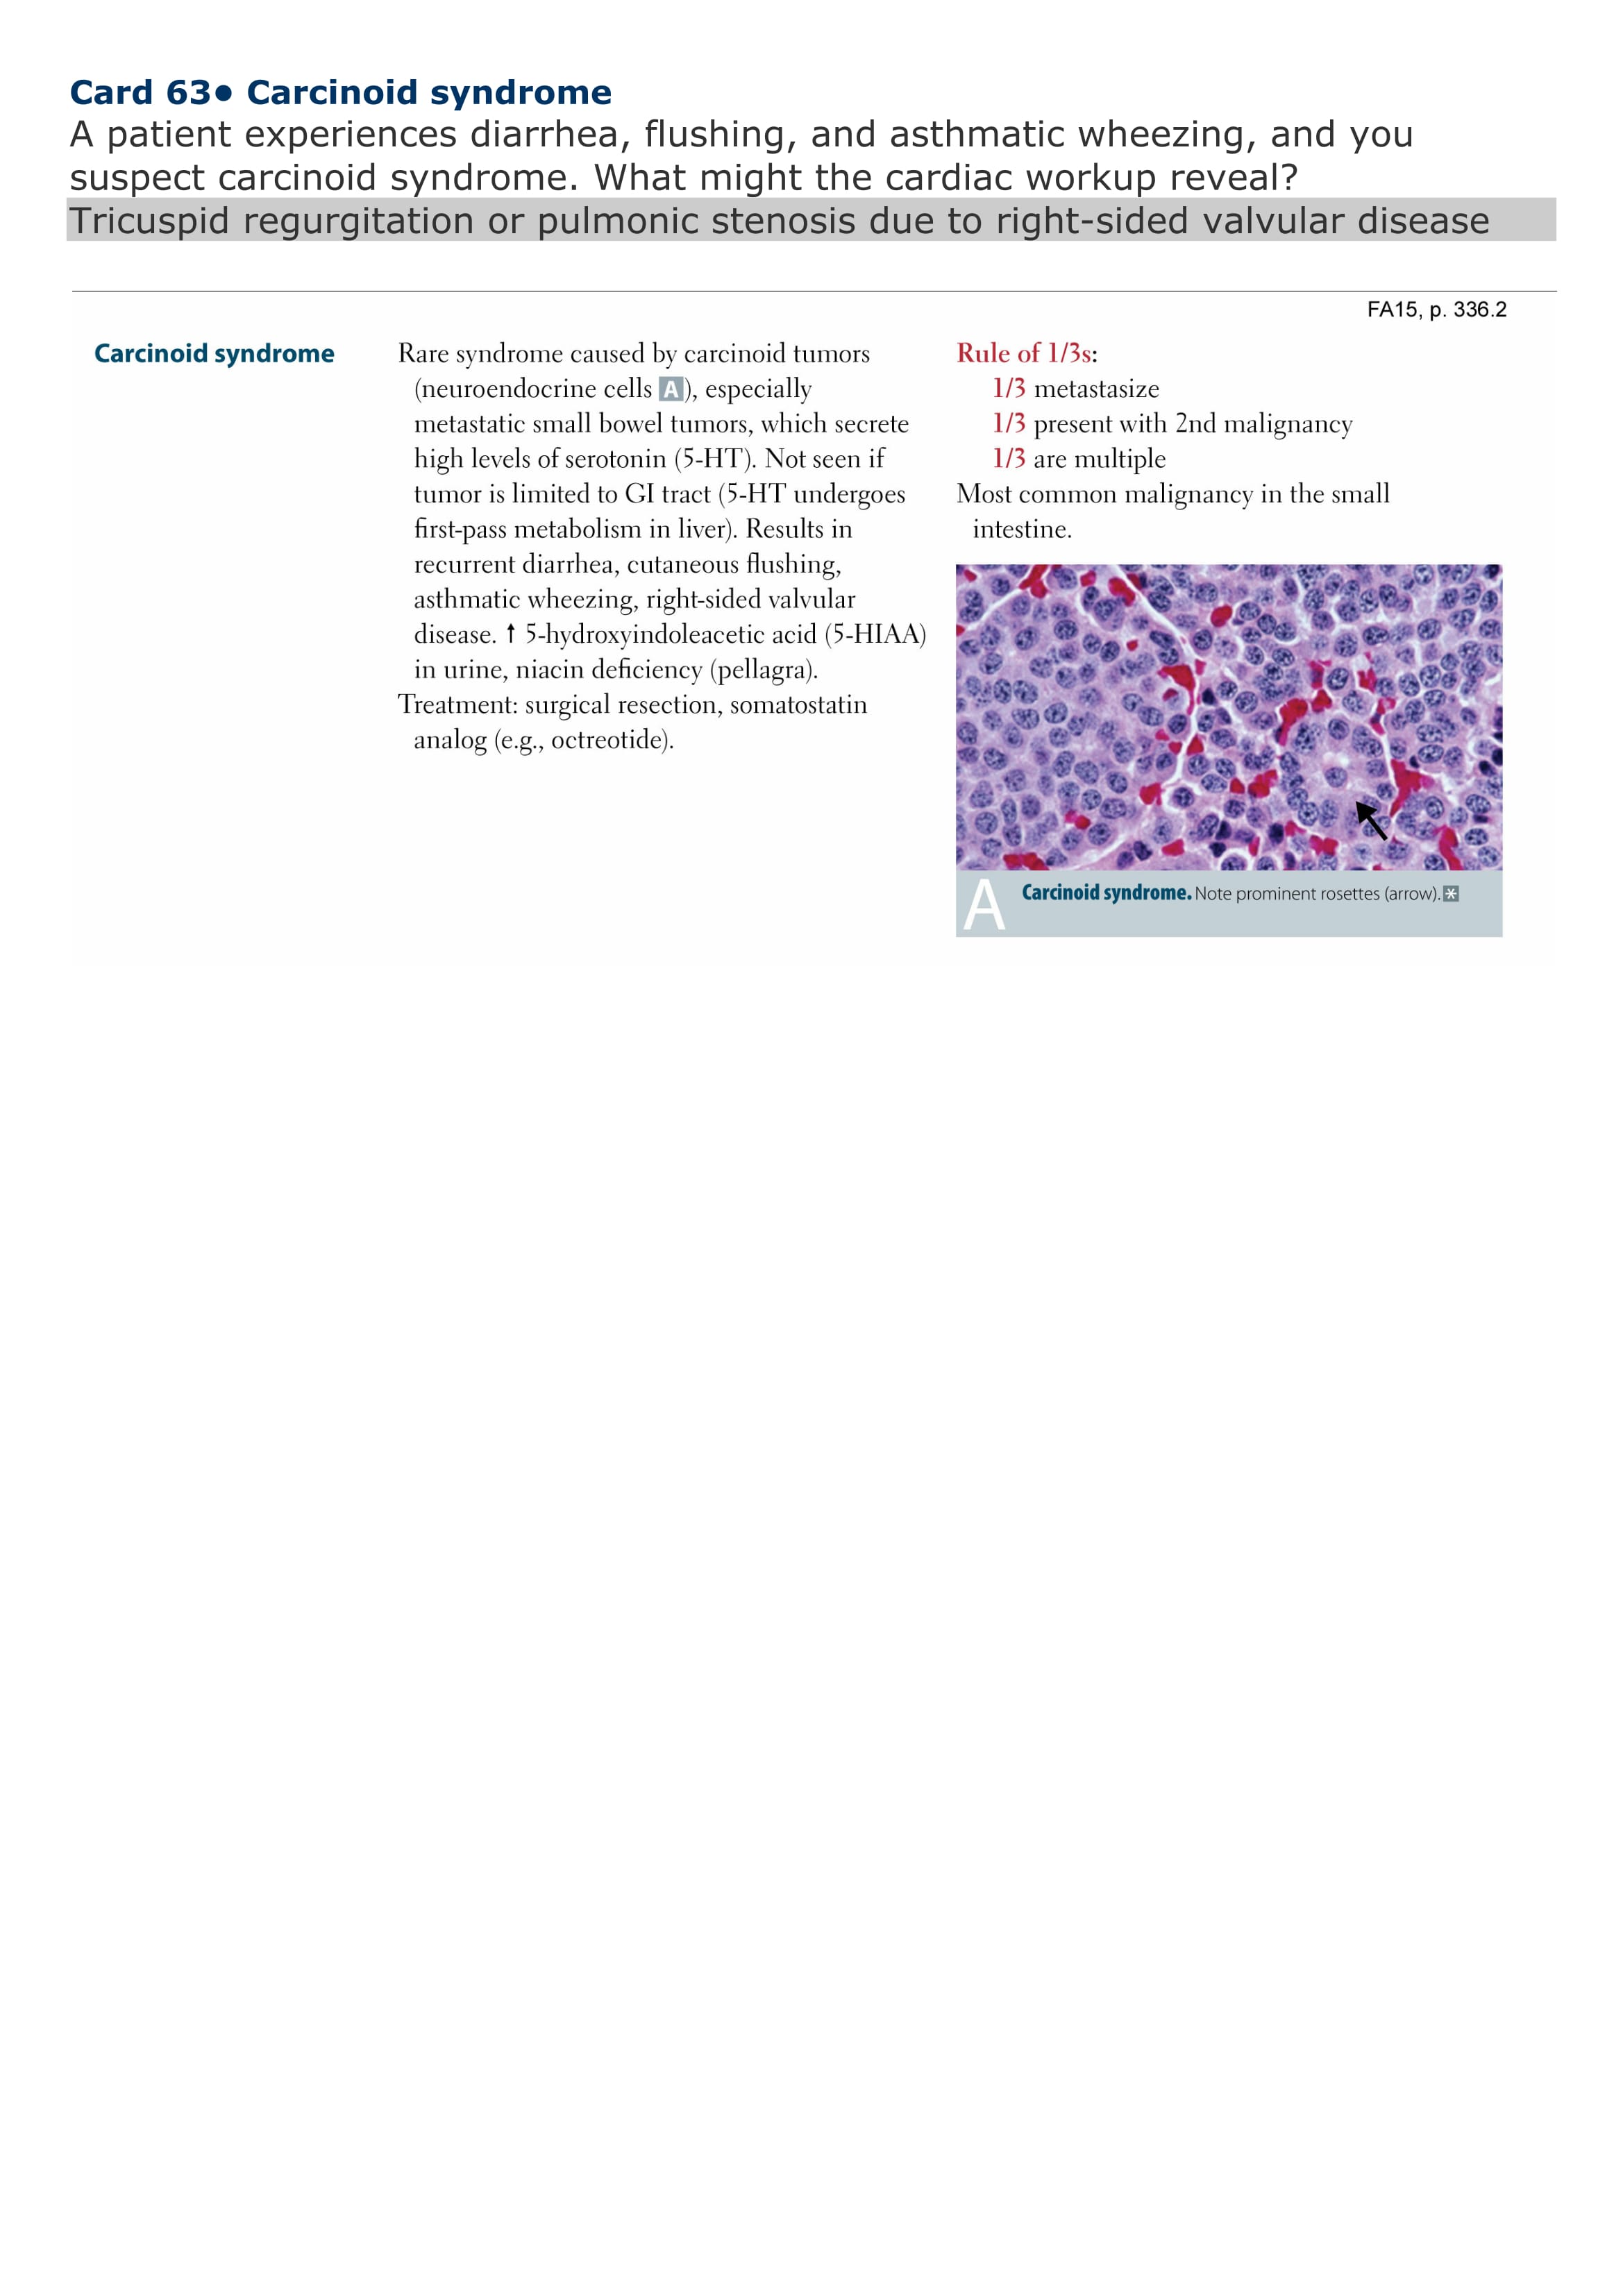 Card 63● Carcinoid syndrome
A patient experiences diarrhea, flushing, and asthmatic wheezing, and you
suspect carcinoid syndrome. What might the cardiac workup reveal?
Tricuspid regurgitation or pulmonic stenosis due to right-sided valvular disease
FA15, p. 336.2
Carcinoid syndrome
Rare syndrome caused by carcinoid tumors
(neuroendocrine cells A), especially
metastatic small bowel tumors, which secrete
high levels of serotonin (5-HT). Not seen if
tumor is limited to GI tract (5-HT undergoes
first-pass metabolism in liver). Results in
recurrent diarrhea, cutaneous flushing,
asthmatic wheezing, right-sided valvular
disease. ↑ 5-hydroxyindoleacetic acid (5-HIAA)
in urine, niacin deficiency (pellagra).
Treatment: surgical resection, somatostatin
analog (e.g., octreotide).
Rule of 1/3s:
1/3 metastasize
1/3 present with 2nd malignancy
1/3 are multiple
Most common malignancy in the small
intestine.
A Carcinoid syndrome. Note prominent rosettes (arrow). *